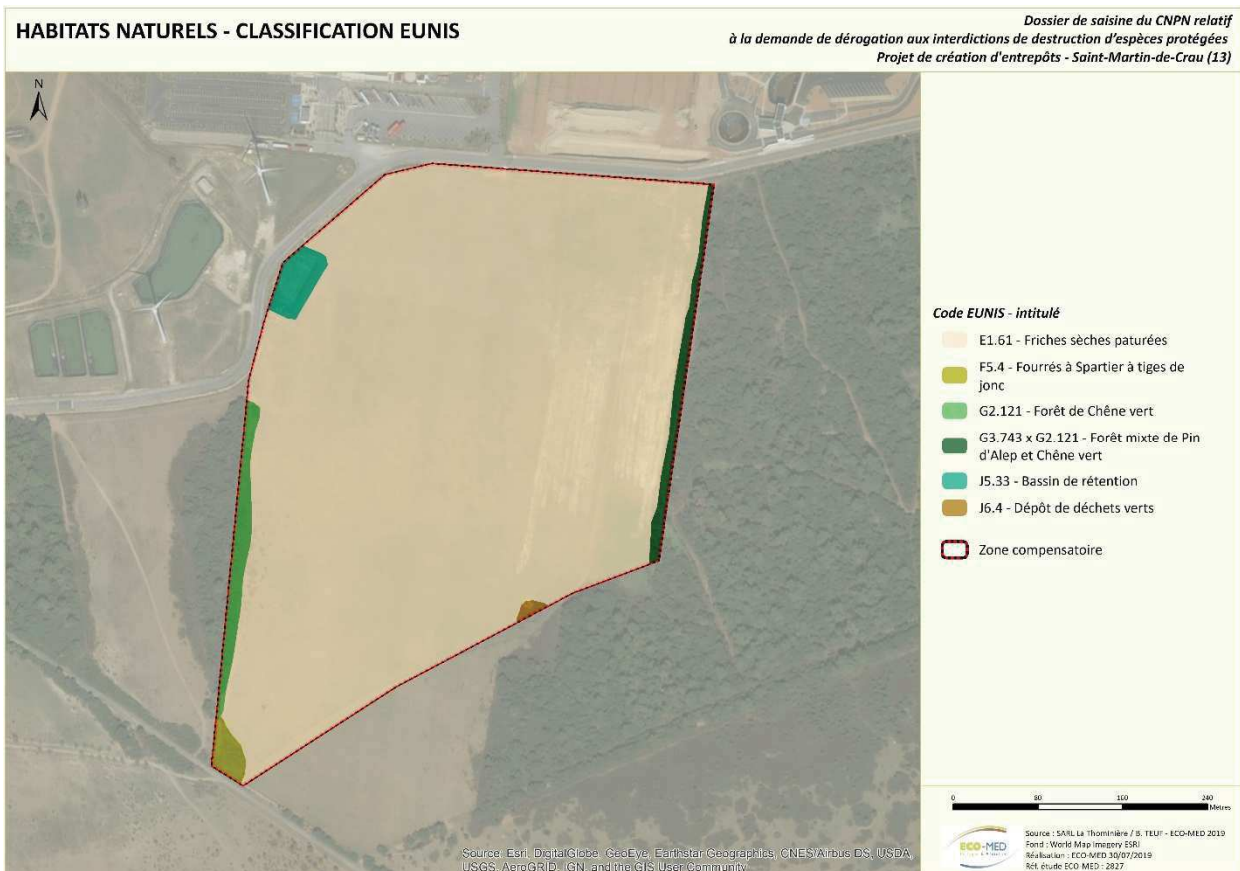 HABITATS NATURELS - CLASSIFICATION EUNIS
Dossier de saisine du CNPN relatif
à la demande de dérogation aux interdictions de destruction d'espèces protégées
Projet de création d'entrepôts - Saint-Martin-de-Crau (13)
N
Code EUNIS - intitulé
E1.61 - Friches sèches paturées
F5.4 - Fourrés à Spartier à tiges de
jonc
G2.121 - Forêt de Chêne vert
G3.743 x G2.121 - Forêt mixte de Pin
d'Alep et Chêne vert
J5.33 - Bassin de rétention
J6.4 - Dépôt de déchets verts
Zone compensatoire
0 80 160 240
Mètres
ECO-MED
Source : SARL La Thominière / B. TEUF - ECO-MED 2019
Fond : World Map Imagery ESRI
Réalisation : ECO-MED 30/07/2019
Réf. étude ECO-MED : 2827
Source: Esri, DigitalGlobe, GeoEye, Earthstar Geographics, CNES/Airbus DS, USDA,
USGS, AeroGRID, IGN, and the GIS User Community